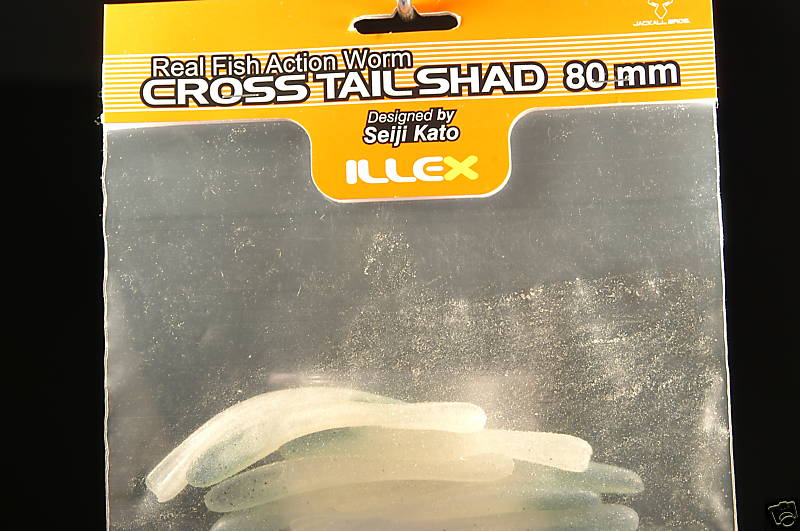 JACKALL BROS.
Real Fish Action Worm
CROSS TAIL SHAD 80 mm
Designed by
Seiji Kato
ILLEX